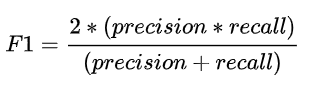 F1 = 2 * (precision * recall)
(precision + recall)